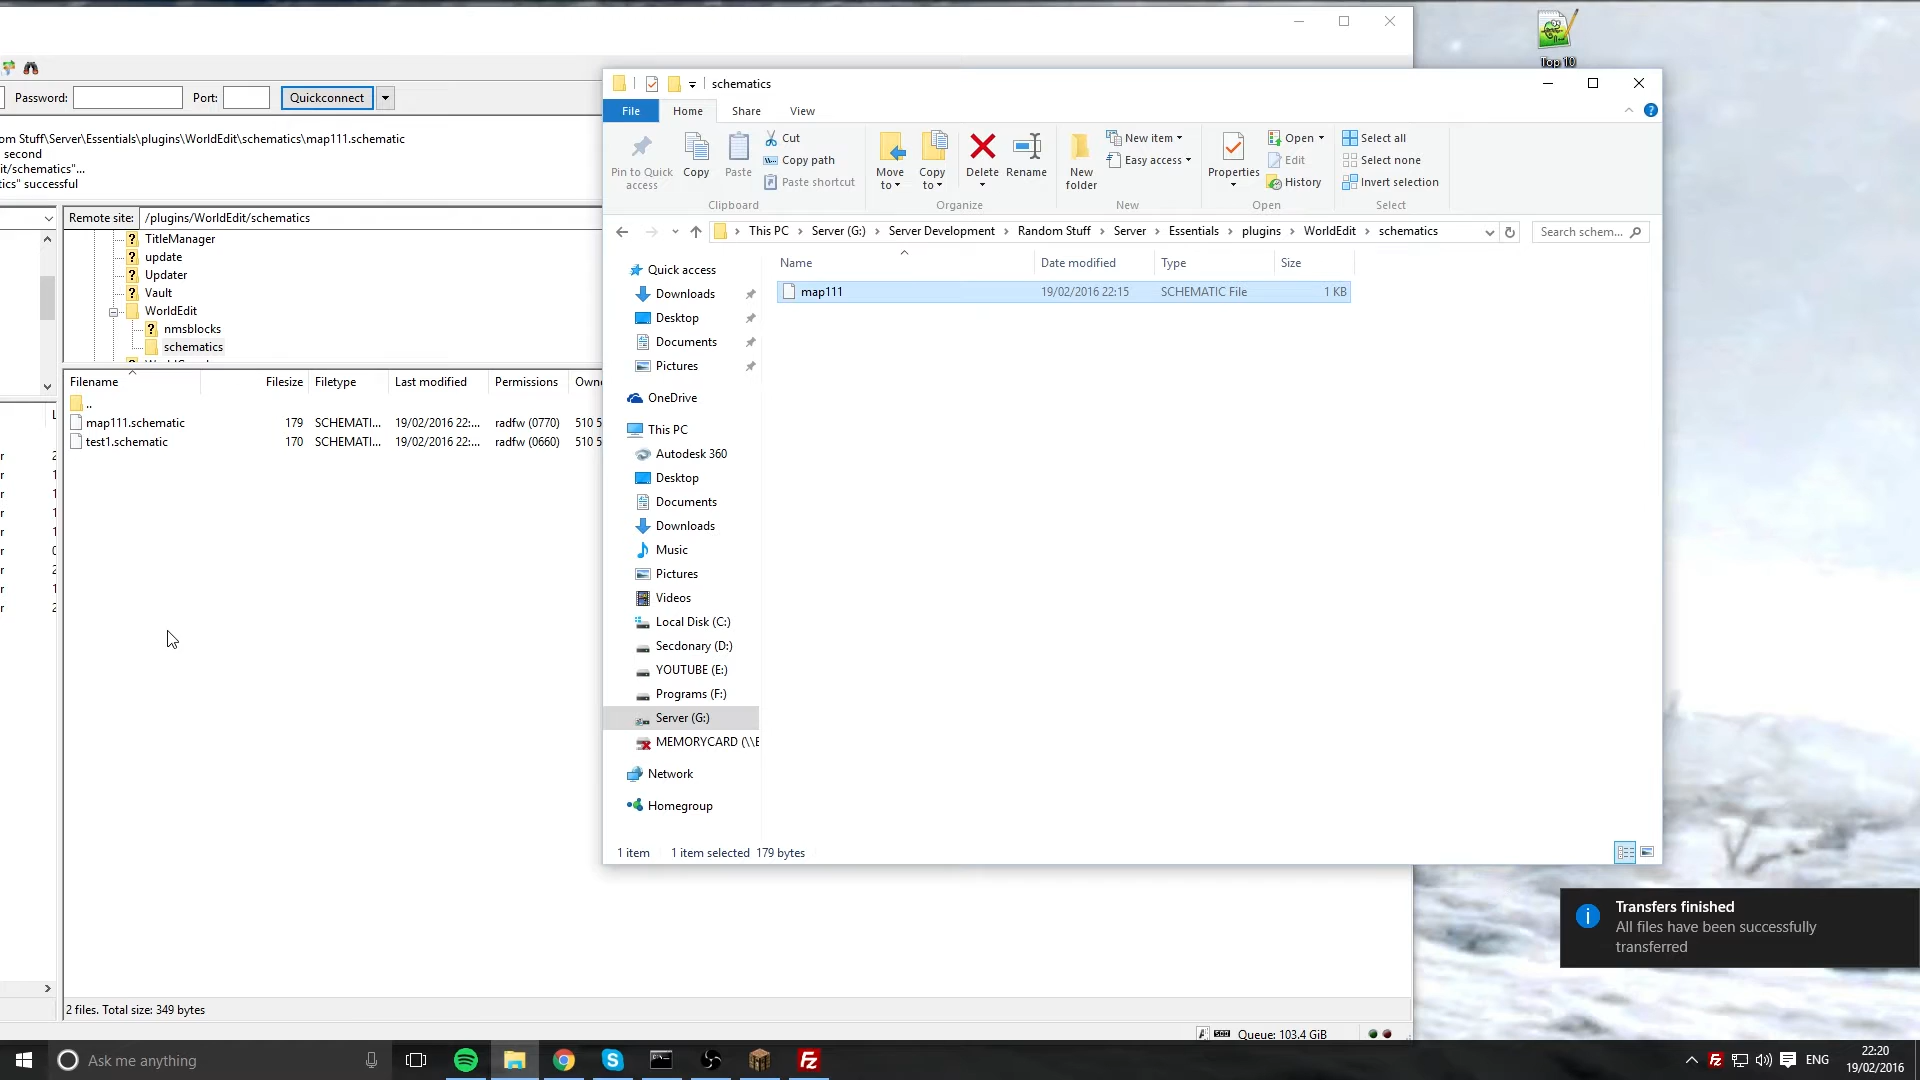 Top 10
Password:
Port:
Quickconnect
om Stuff\Server\Essentials\plugins\WorldEdit\schematics\map111.schematic
second
it/schematics"...
tics" successful
Remote site: /plugins/WorldEdit/schematics
TitleManager
update
Updater
Vault
WorldEdit
nmsblocks
schematics
Filename Filesize Filetype Last modified Permissions Owne
..
map111.schematic 179 SCHEMATI... 19/02/2016 22:... radfw (0770) 510 5
test1.schematic 170 SCHEMATI... 19/02/2016 22:... radfw (0660) 510 5
2 files. Total size: 349 bytes
Queue: 103.4 GiB
schematics
File Home Share View
Pin to Quick access
Copy
Paste
Cut
Copy path
Paste shortcut
Clipboard
Move to
Copy to
Delete
Rename
Organize
New folder
New item
Easy access
New
Properties
Open
Edit
History
Open
Select all
Select none
Invert selection
Select
This PC Server (G:) Server Development Random Stuff Server Essentials plugins WorldEdit schematics
Search schem...
Name Date modified Type Size
map111 19/02/2016 22:15 SCHEMATIC File 1 KB
Quick access
Downloads
Desktop
Documents
Pictures
OneDrive
This PC
Autodesk 360
Desktop
Documents
Downloads
Music
Pictures
Videos
Local Disk (C:)
Secdonary (D:)
YOUTUBE (E:)
Programs (F:)
Server (G:)
MEMORYCARD (\\E
Network
Homegroup
1 item 1 item selected 179 bytes
Transfers finished
All files have been successfully
transferred
Ask me anything
ENG
22:20
19/02/2016